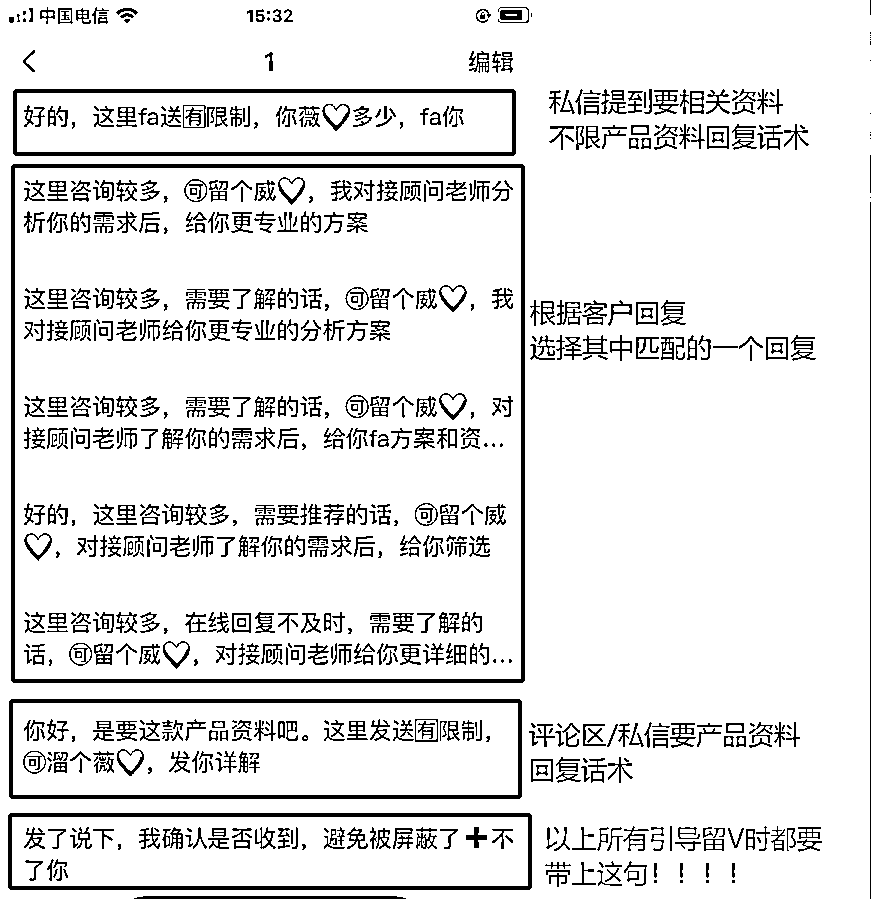 中国电信 15:32
1 编辑
好的，这里fa送🈶限制，你薇♡多少，fa你
私信提到要相关资料
不限产品资料回复话术
这里咨询较多，🉑留个威♡，我对接顾问老师分
析你的需求后，给你更专业的方案
这里咨询较多，需要了解的话，🉑留个威♡，我
对接顾问老师给你更专业的分析方案
这里咨询较多，需要了解的话，🉑留个威♡，对
接顾问老师了解你的需求后，给你fa方案和资...
好的，这里咨询较多，需要推荐的话，🉑留个威
♡，对接顾问老师了解你的需求后，给你筛选
这里咨询较多，在线回复不及时，需要了解的
话，🉑留个威♡，对接顾问老师给你更详细的...
根据客户回复
选择其中匹配的一个回复
你好，是要这款产品资料吧。这里发送🈶限制，
🉑溜个薇♡，发你详解
评论区/私信要产品资料
回复话术
发了说下，我确认是否收到，避免被屏蔽了➕不
了你
以上所有引导留V时都要
带上这句！！！！